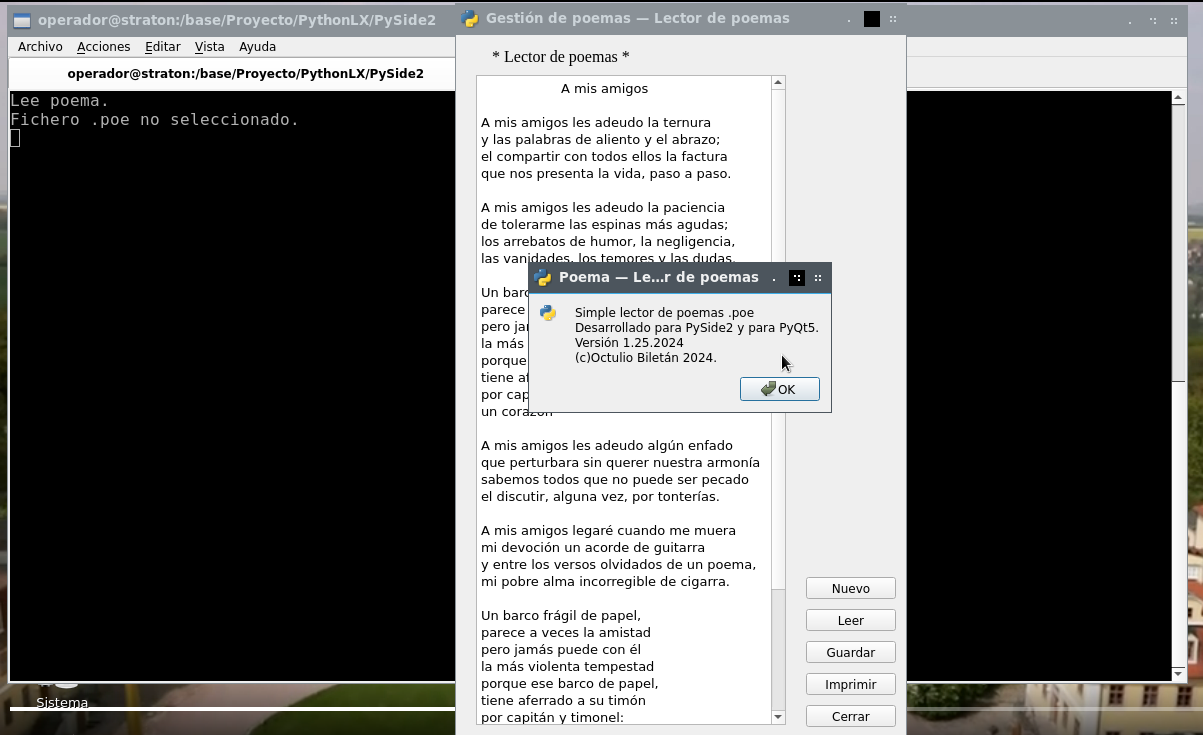 operador@straton:/base/Proyecto/PythonLX/PySide2
Archivo Acciones Editar Vista Ayuda
operador@straton:/base/Proyecto/PythonLX/PySide2
Lee poema.
Fichero .poe no seleccionado.
Sistema
Gestión de poemas — Lector de poemas
* Lector de poemas *
A mis amigos
A mis amigos les adeudo la ternura
y las palabras de aliento y el abrazo;
el compartir con todos ellos la factura
que nos presenta la vida, paso a paso.
A mis amigos les adeudo la paciencia
de tolerarme las espinas más agudas;
los arrebatos de humor, la negligencia,
las vanidades, los temores y las dudas.
Un barc
parece
pero ja
la más
porque
tiene a
por cap
un corazón
A mis amigos les adeudo algún enfado
que perturbara sin querer nuestra armonía
sabemos todos que no puede ser pecado
el discutir, alguna vez, por tonterías.
A mis amigos legaré cuando me muera
mi devoción un acorde de guitarra
y entre los versos olvidados de un poema,
mi pobre alma incorregible de cigarra.
Un barco frágil de papel,
parece a veces la amistad
pero jamás puede con él
la más violenta tempestad
porque ese barco de papel,
tiene aferrado a su timón
por capitán y timonel:
Poema — Le...r de poemas
Simple lector de poemas .poe
Desarrollado para PySide2 y para PyQt5.
Versión 1.25.2024
(c)Octulio Biletán 2024.
OK
Nuevo
Leer
Guardar
Imprimir
Cerrar